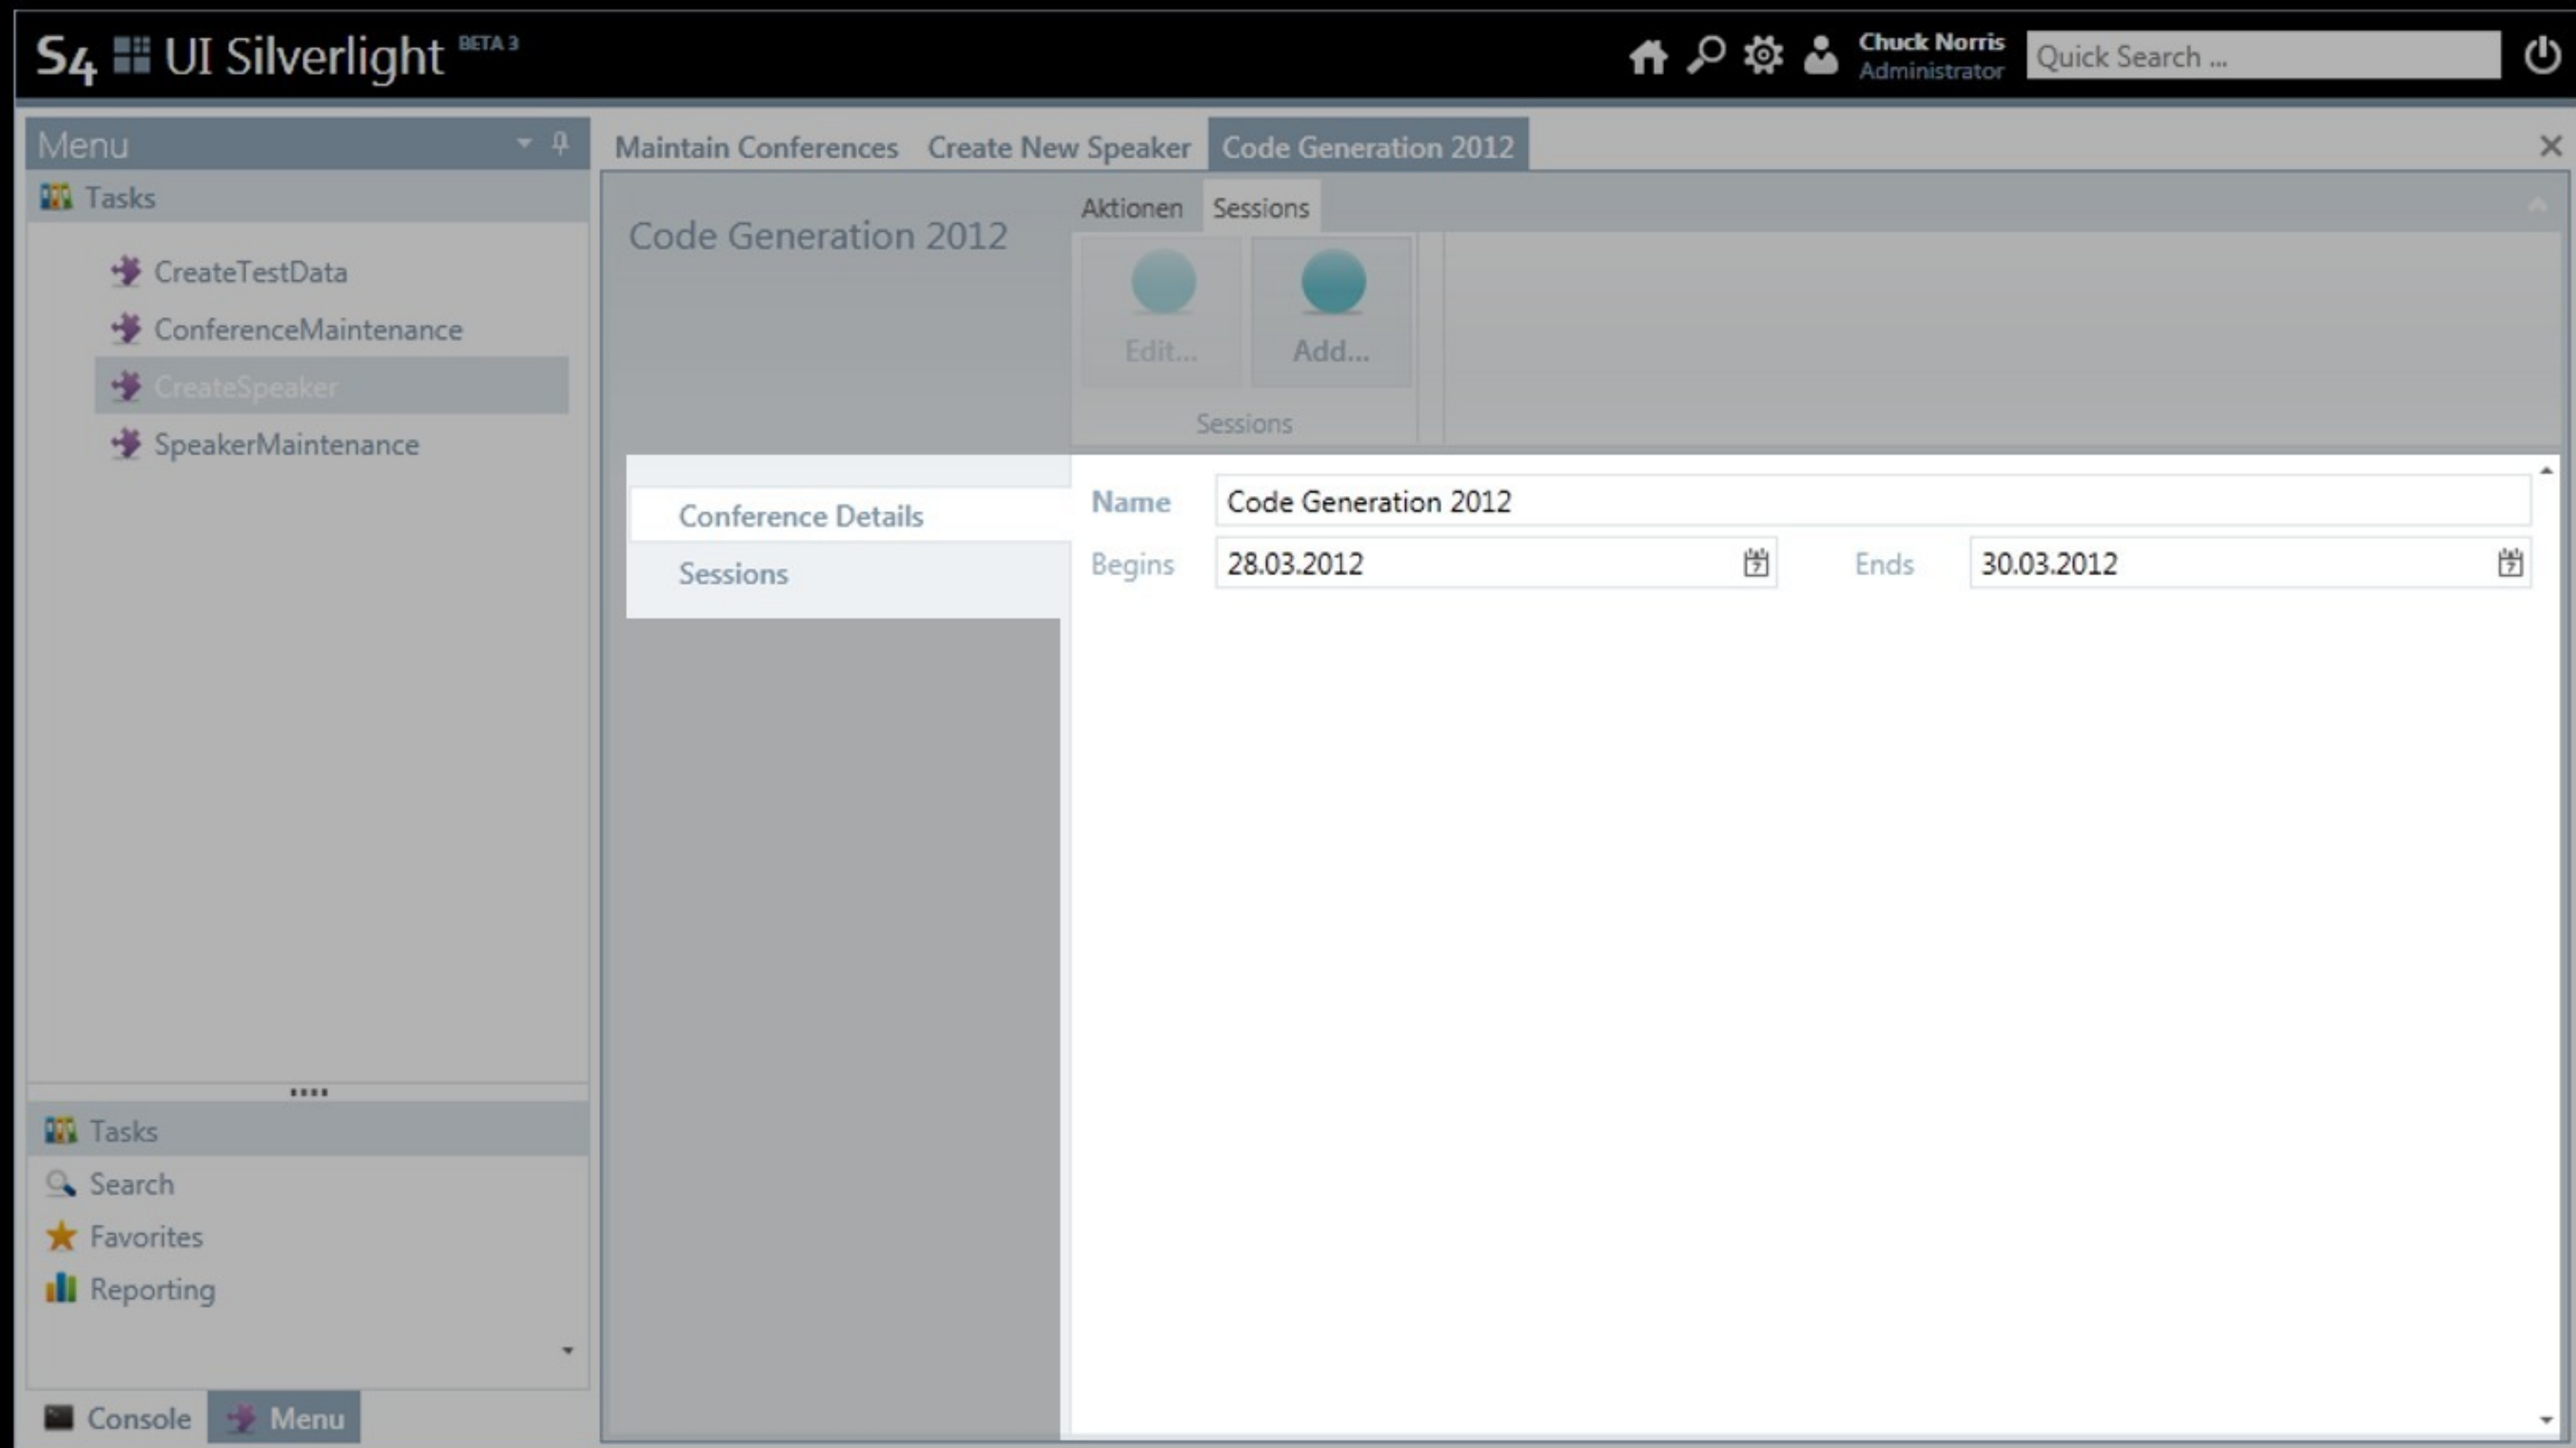 S4 UI Silverlight BETA 3
Chuck Norris
Administrator
Quick Search ...
Menu
Tasks
CreateTestData
ConferenceMaintenance
CreateSpeaker
SpeakerMaintenance
Tasks
Search
Favorites
Reporting
Console Menu
Maintain Conferences Create New Speaker Code Generation 2012
Code Generation 2012
Aktionen Sessions
Edit... Add...
Sessions
Conference Details
Sessions
Name Code Generation 2012
Begins 28.03.2012 Ends 30.03.2012